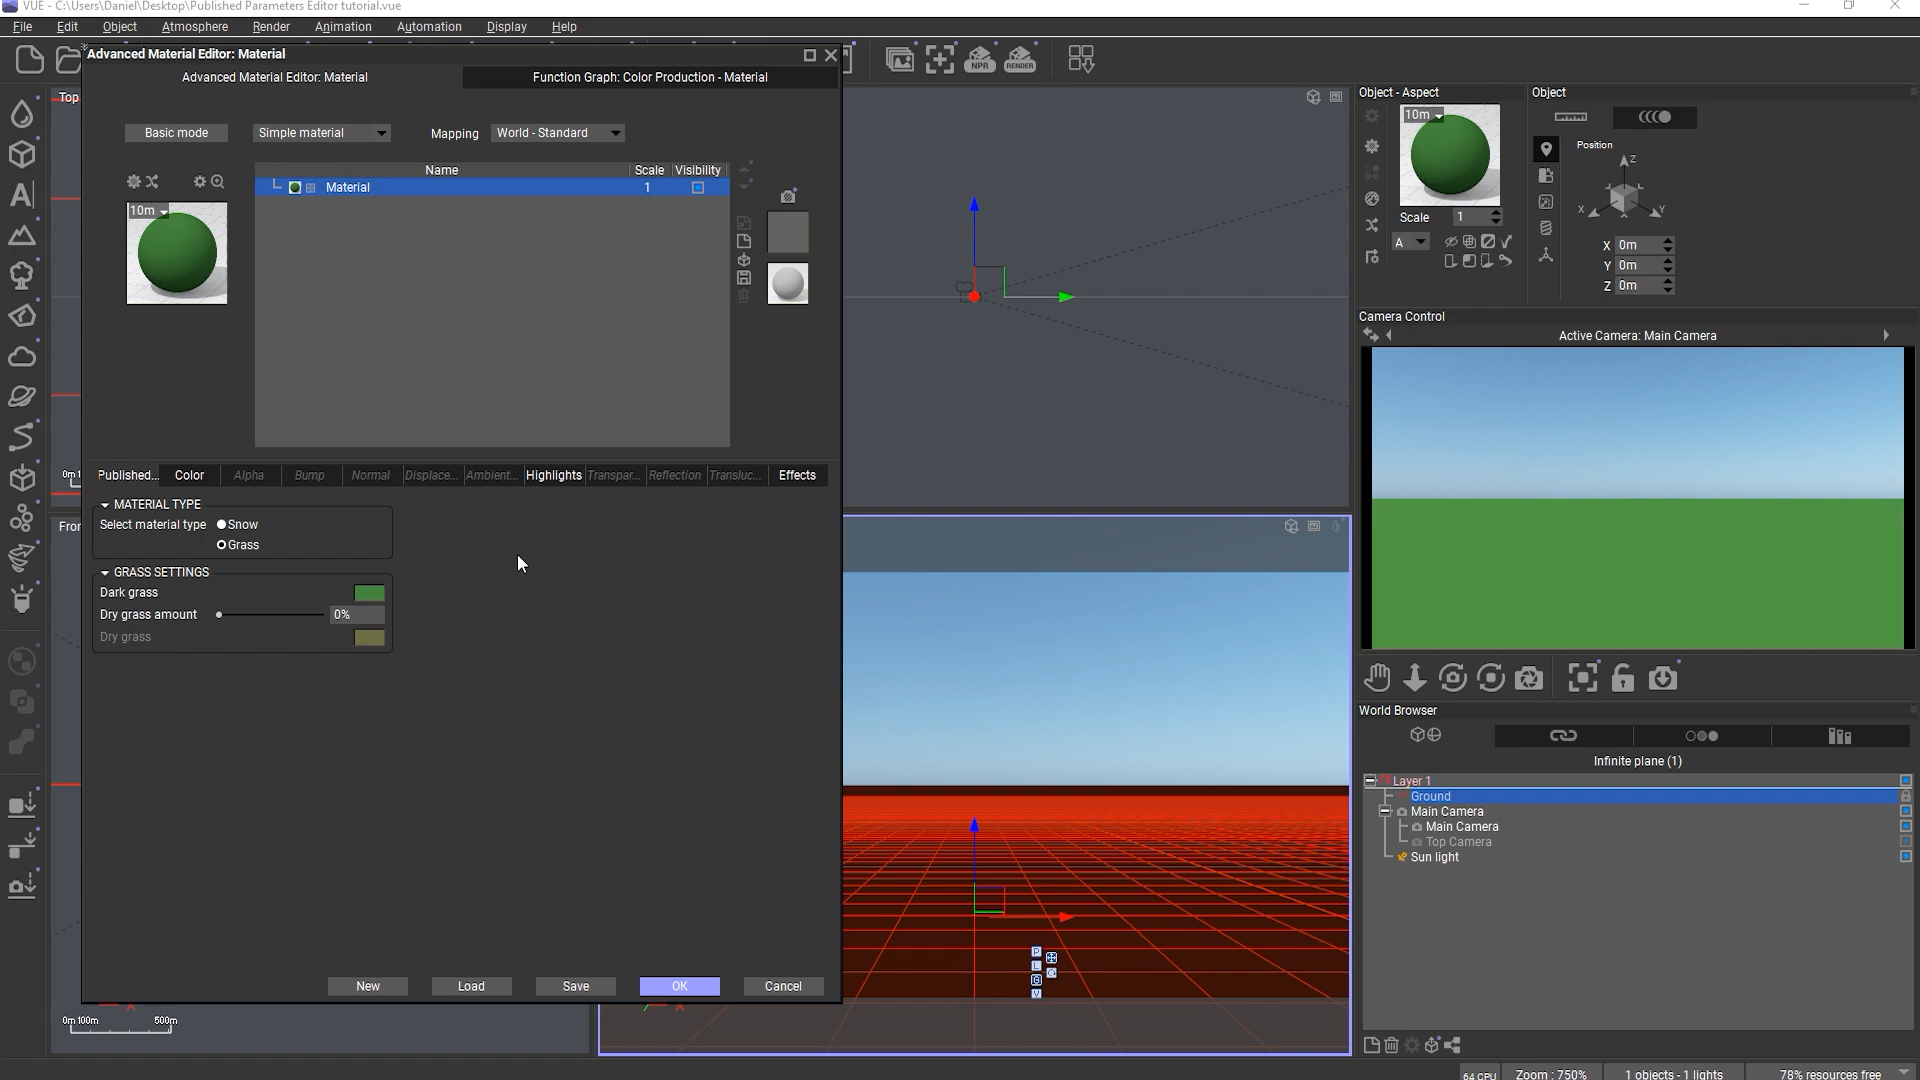 VUE - C:\Users\Daniel\Desktop\Published Parameters Editor tutorial.vue
File Edit Object Atmosphere Render Animation Automation Display Help
Advanced Material Editor: Material
Advanced Material Editor: Material
Function Graph: Color Production - Material
Basic mode
Simple material
Mapping
World - Standard
Name Scale Visibility
Material 1
10m
Published... Color Alpha Bump Normal Displace... Ambient... Highlights Transpar... Reflection Transluc... Effects
MATERIAL TYPE
Select material type Snow
Grass
GRASS SETTINGS
Dark grass
Dry grass amount 0%
Dry grass
New Load Save OK Cancel
Top
0m 1
Fro
0m 100m 500m
NPR
RENDER
P
L
G
V
Object - Aspect
10m
Scale 1
A
Object
Position
Z
X Y
X 0m
Y 0m
Z 0m
Camera Control
Active Camera: Main Camera
World Browser
Infinite plane (1)
Layer 1
Ground
Main Camera
Main Camera
Top Camera
Sun light
64 CPU Zoom : 750% 1 objects - 1 lights 78% resources free